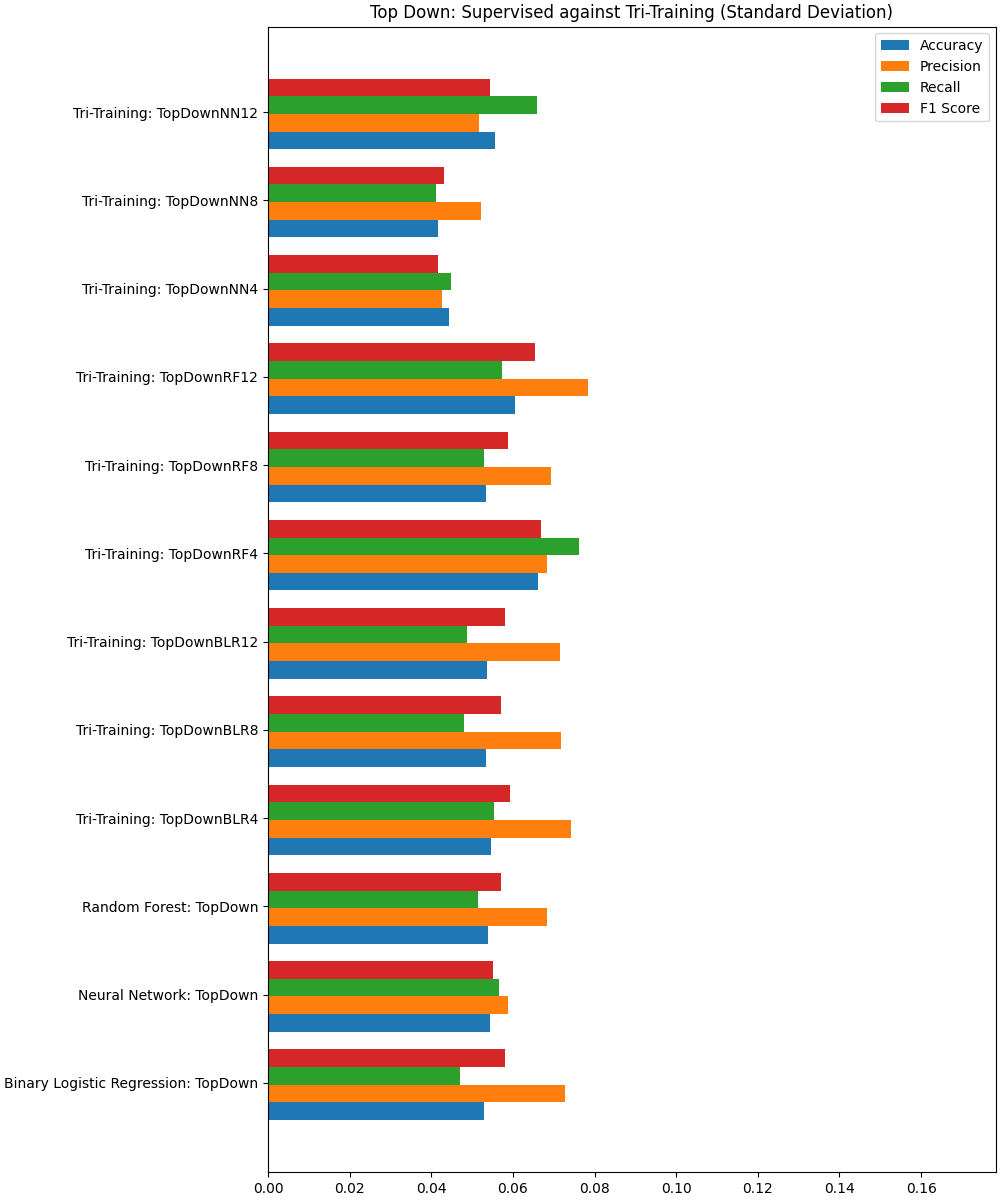 Top Down: Supervised against Tri-Training (Standard Deviation)
Accuracy
Precision
Recall
F1 Score
Tri-Training: TopDownNN12
Tri-Training: TopDownNN8
Tri-Training: TopDownNN4
Tri-Training: TopDownRF12
Tri-Training: TopDownRF8
Tri-Training: TopDownRF4
Tri-Training: TopDownBLR12
Tri-Training: TopDownBLR8
Tri-Training: TopDownBLR4
Random Forest: TopDown
Neural Network: TopDown
Binary Logistic Regression: TopDown
0.00 0.02 0.04 0.06 0.08 0.10 0.12 0.14 0.16